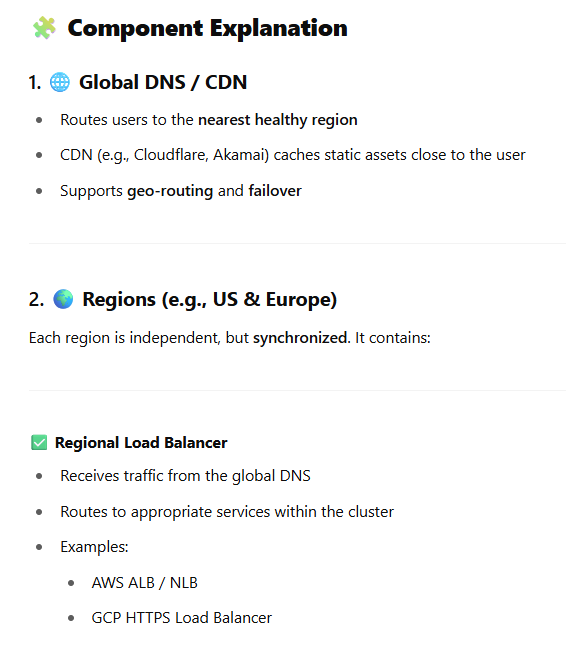 🧩 Component Explanation
1. 🌐 Global DNS / CDN
• Routes users to the nearest healthy region
• CDN (e.g., Cloudflare, Akamai) caches static assets close to the user
• Supports geo-routing and failover
2. 🌍 Regions (e.g., US & Europe)
Each region is independent, but synchronized. It contains:
✅ Regional Load Balancer
• Receives traffic from the global DNS
• Routes to appropriate services within the cluster
• Examples:
• AWS ALB / NLB
• GCP HTTPS Load Balancer